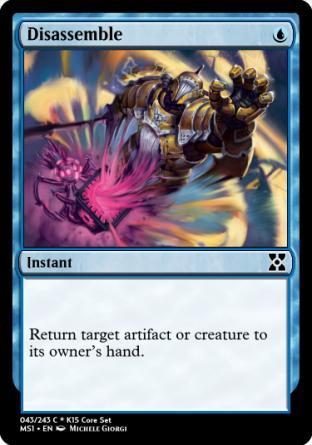 Disassemble
Instant
Return target artifact or creature to
its owner's hand.
043/243 C * K15 Core Set
MS1 • EN Michele Giorgi